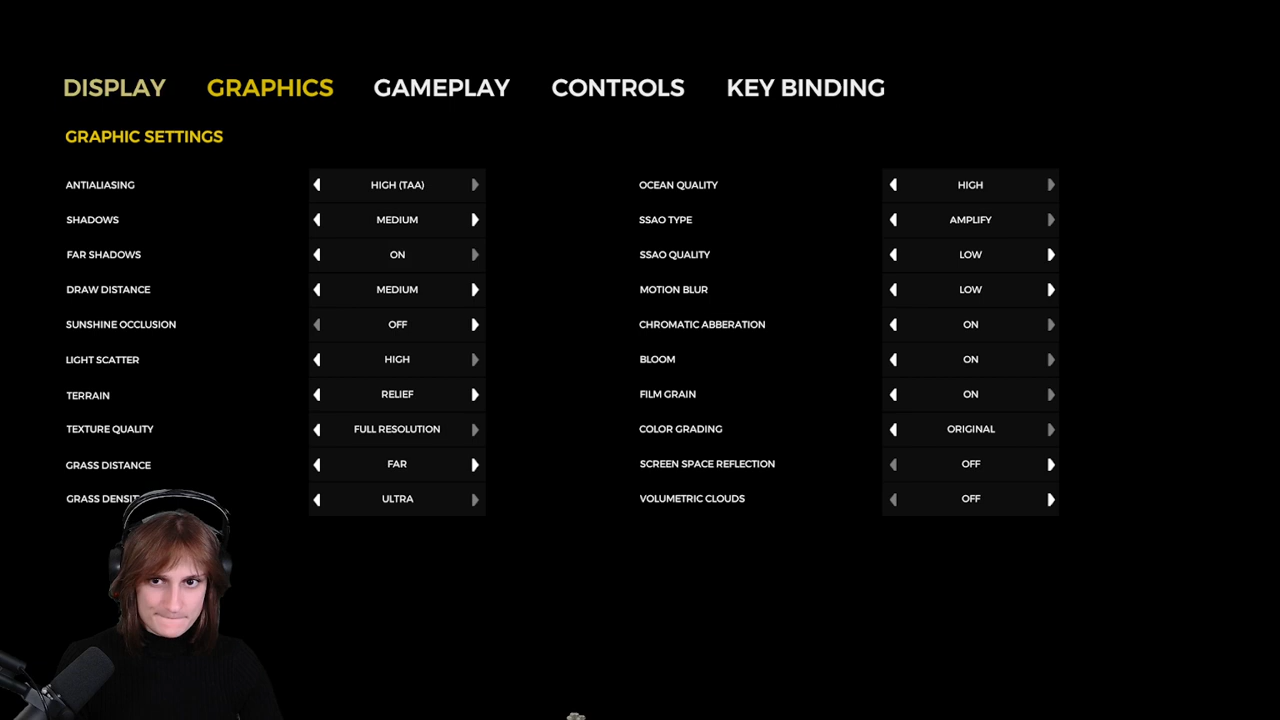 DISPLAY GRAPHICS GAMEPLAY CONTROLS KEY BINDING
GRAPHIC SETTINGS
ANTIALIASING HIGH (TAA)
SHADOWS MEDIUM
FAR SHADOWS ON
DRAW DISTANCE MEDIUM
SUNSHINE OCCLUSION OFF
LIGHT SCATTER HIGH
TERRAIN RELIEF
TEXTURE QUALITY FULL RESOLUTION
GRASS DISTANCE FAR
GRASS DENSIT ULTRA
OCEAN QUALITY HIGH
SSAO TYPE AMPLIFY
SSAO QUALITY LOW
MOTION BLUR LOW
CHROMATIC ABBERATION ON
BLOOM ON
FILM GRAIN ON
COLOR GRADING ORIGINAL
SCREEN SPACE REFLECTION OFF
VOLUMETRIC CLOUDS OFF